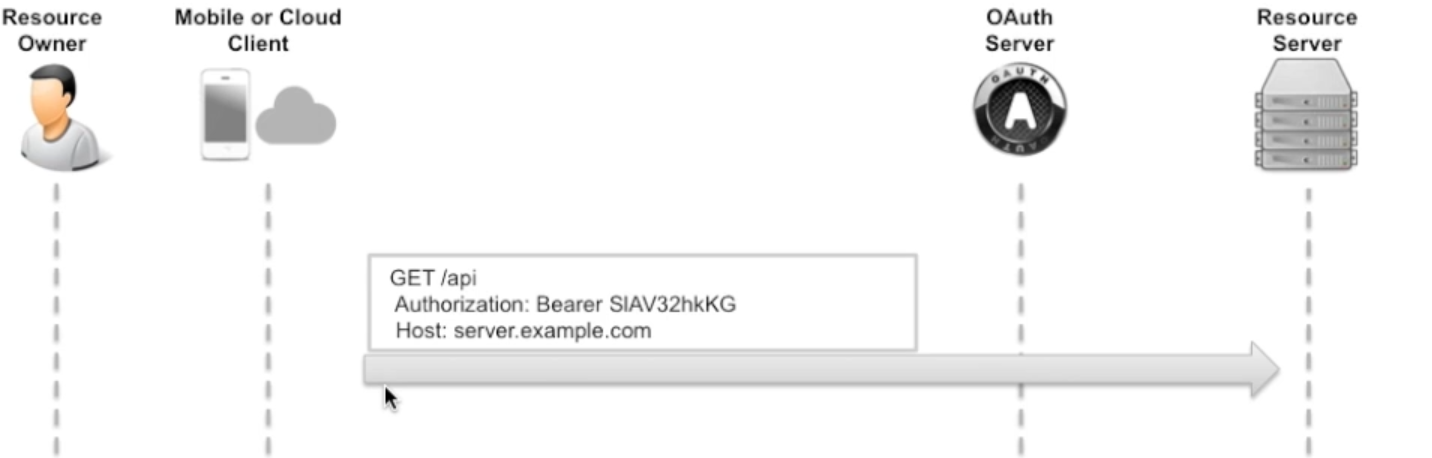 Resource
Owner
Mobile or Cloud
Client
OAuth
Server
Resource
Server
OAUTH
A
OAUTH
GET /api
Authorization: Bearer SlAV32hkKG
Host: server.example.com